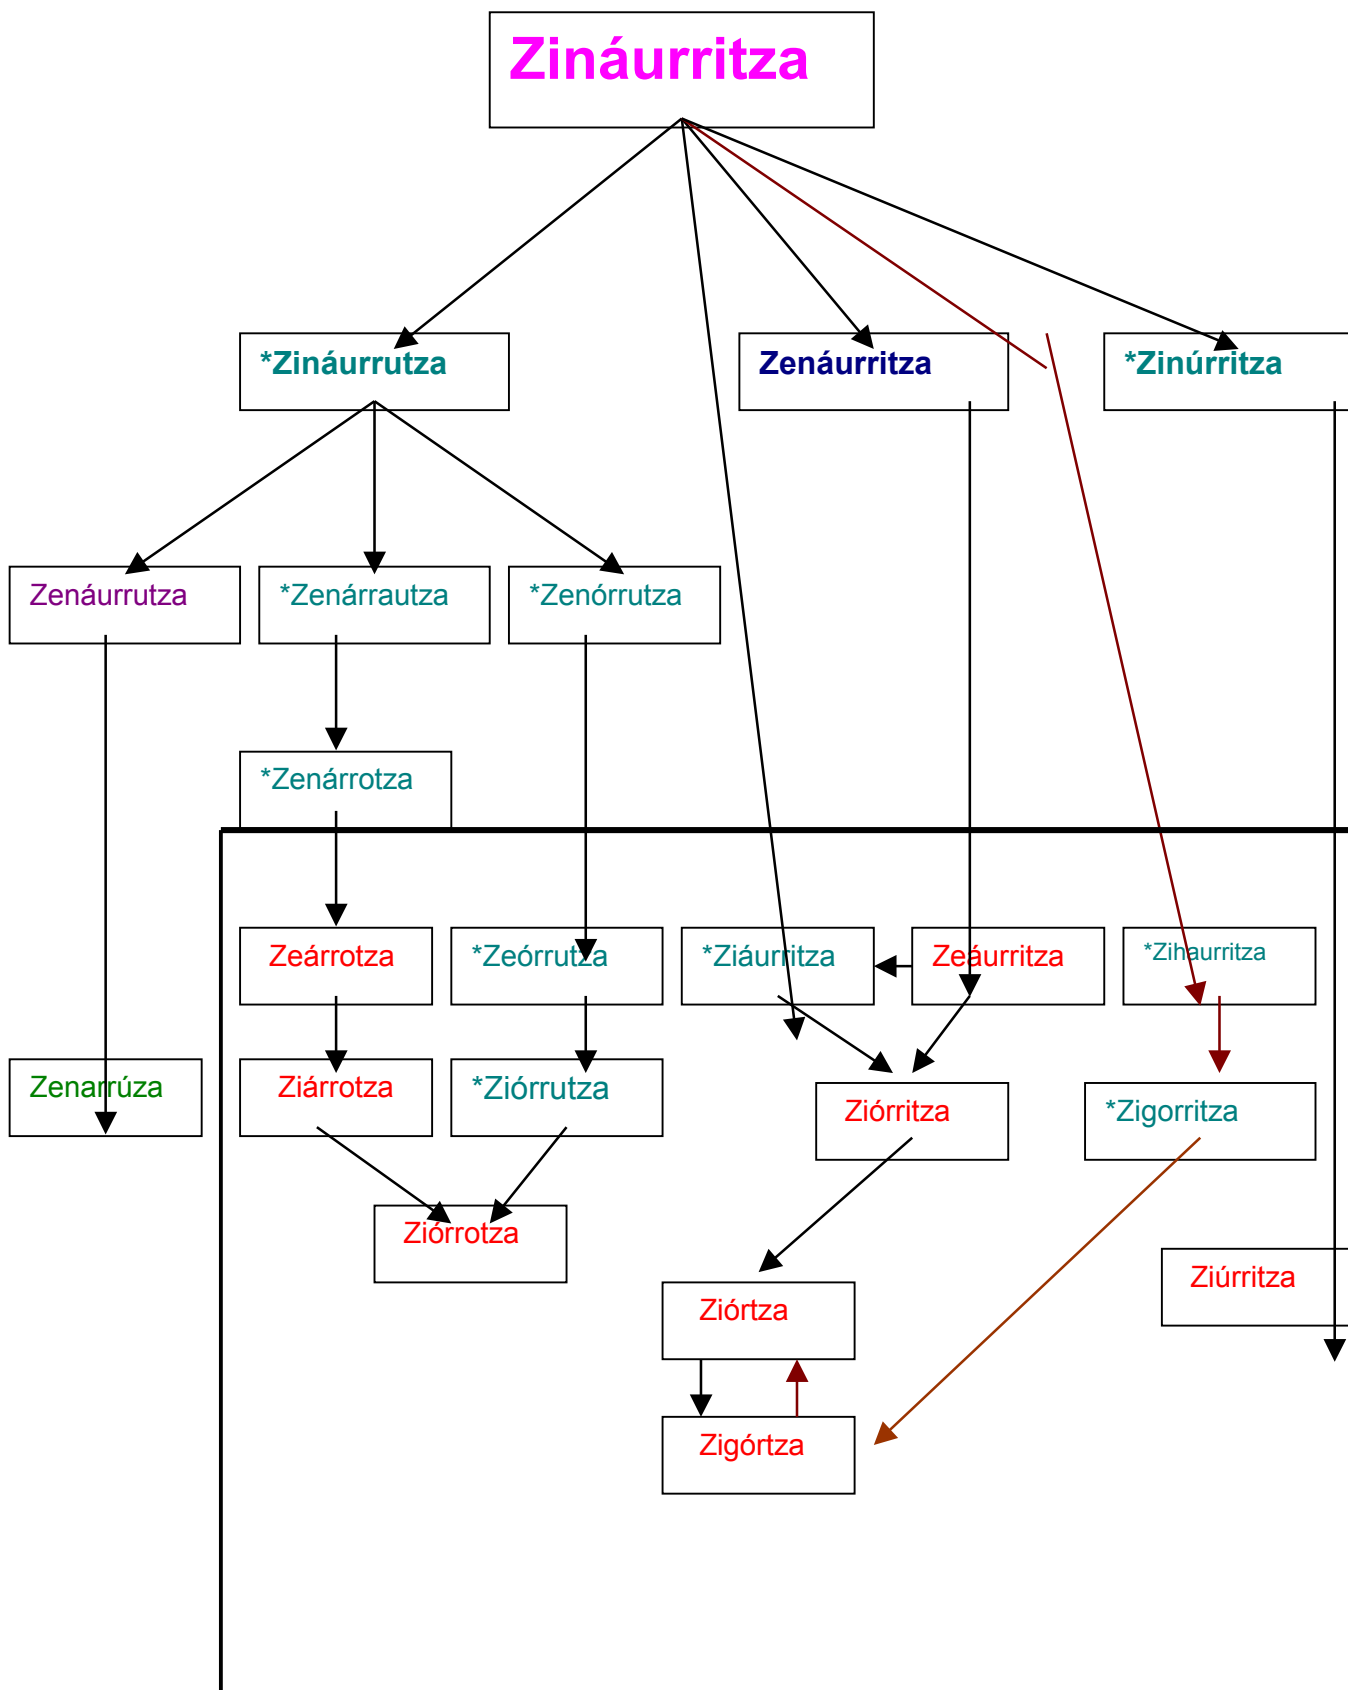 Zináurritza
*Zináurrutza
Zenáurritza
*Zinúrritza
Zenáurrutza
*Zenárrautza
*Zenórrutza
*Zenárrotza
Zeárrotza
*Zeórrutza
*Ziáurritza
Zeáurritza
*Zihaurritza
Zenarrúza
Ziárrotza
*Ziórrutza
Ziórritza
*Zigorritza
Ziórrotza
Ziúrritza
Ziórtza
Zigórtza